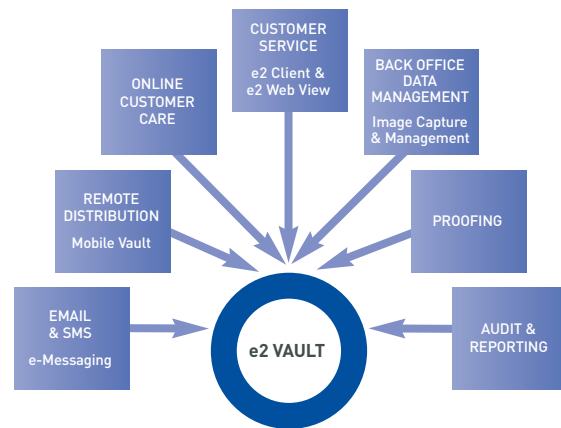 CUSTOMER
SERVICE
e2 Client &
e2 Web View
ONLINE
CUSTOMER
CARE
BACK OFFICE
DATA
MANAGEMENT
Image Capture
& Management
REMOTE
DISTRIBUTION
Mobile Vault
PROOFING
EMAIL
& SMS
e-Messaging
e2 VAULT
AUDIT &
REPORTING